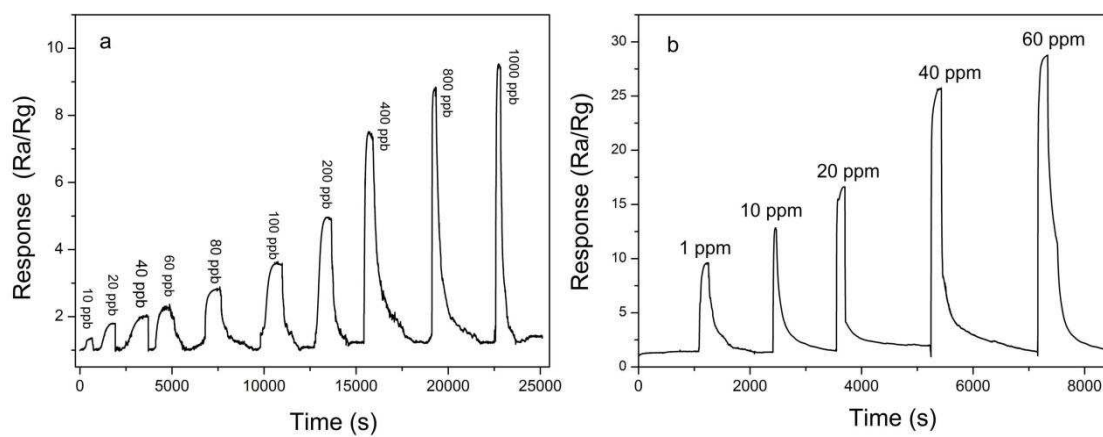 a
10 ppb
20 ppb
40 ppb
60 ppb
80 ppb
100 ppb
200 ppb
400 ppb
800 ppb
1000 ppb
10
8
6
4
2
0
5000
10000
15000
20000
25000
Response (Ra/Rg)
Time (s)
b
1 ppm
10 ppm
20 ppm
40 ppm
60 ppm
30
25
20
15
10
5
0
0
2000
4000
6000
8000
Response (Ra/Rg)
Time (s)